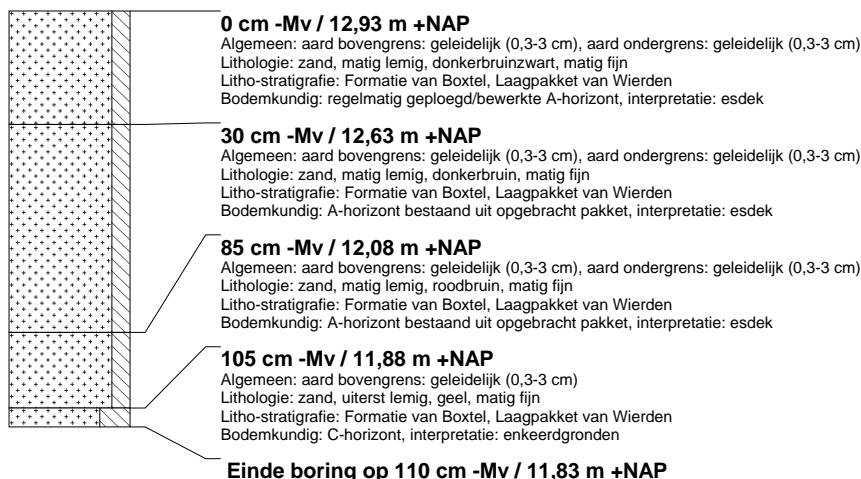 0 cm -Mv / 12,93 m +NAP
Algemeen: aard bovengrens: geleidelijk (0,3-3 cm), aard ondergrens: geleidelijk (0,3-3 cm)
Lithologie: zand, matig lemig, donkerbruinzwart, matig fijn
Litho-stratigrafie: Formatie van Boxtel, Laagpakket van Wierden
Bodemkundig: regelmatig geploegd/bewerkte A-horizont, interpretatie: esdek
30 cm -Mv / 12,63 m +NAP
Algemeen: aard bovengrens: geleidelijk (0,3-3 cm), aard ondergrens: geleidelijk (0,3-3 cm)
Lithologie: zand, matig lemig, donkerbruin, matig fijn
Litho-stratigrafie: Formatie van Boxtel, Laagpakket van Wierden
Bodemkundig: A-horizont bestaand uit opgebracht pakket, interpretatie: esdek
85 cm -Mv / 12,08 m +NAP
Algemeen: aard bovengrens: geleidelijk (0,3-3 cm), aard ondergrens: geleidelijk (0,3-3 cm)
Lithologie: zand, matig lemig, roodbruin, matig fijn
Litho-stratigrafie: Formatie van Boxtel, Laagpakket van Wierden
Bodemkundig: A-horizont bestaand uit opgebracht pakket, interpretatie: esdek
105 cm -Mv / 11,88 m +NAP
Algemeen: aard bovengrens: geleidelijk (0,3-3 cm)
Lithologie: zand, uiterst lemig, geel, matig fijn
Litho-stratigrafie: Formatie van Boxtel, Laagpakket van Wierden
Bodemkundig: C-horizont, interpretatie: enkeerdgronden
Einde boring op 110 cm -Mv / 11,83 m +NAP